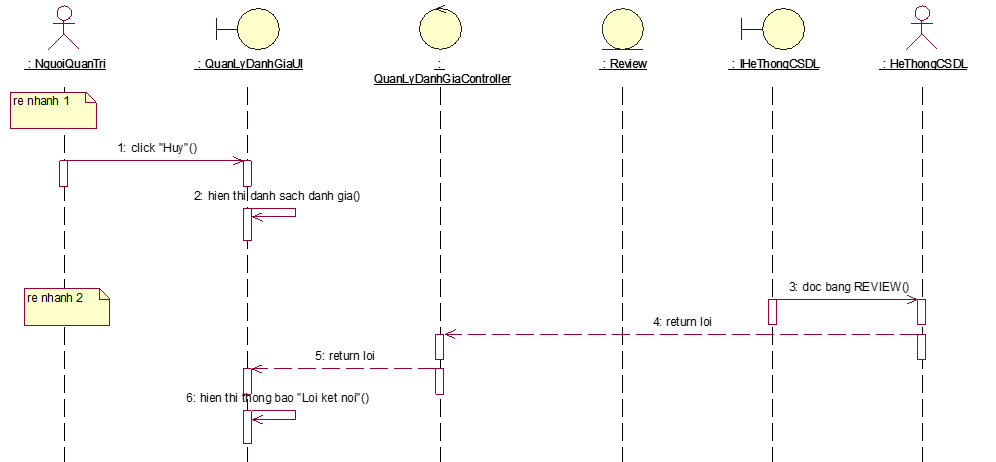 : NguoiQuanTri
: QuanLyDanhGiaUI
:
QuanLyDanhGiaController
: Review
: IHeThongCSDL
: HeThongCSDL
re nhanh 1
1: click "Huy"()
2: hien thi danh sach danh gia()
re nhanh 2
3: doc bang REVIEW()
4: return loi
5: return loi
6: hien thi thong bao "Loi ket noi"()